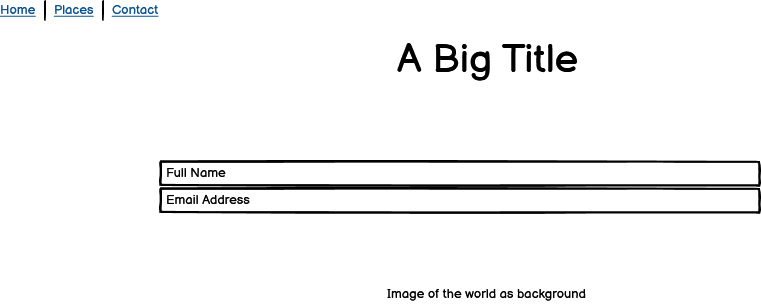 Home | Places | Contact
A Big Title
Full Name
Email Address
Image of the world as background